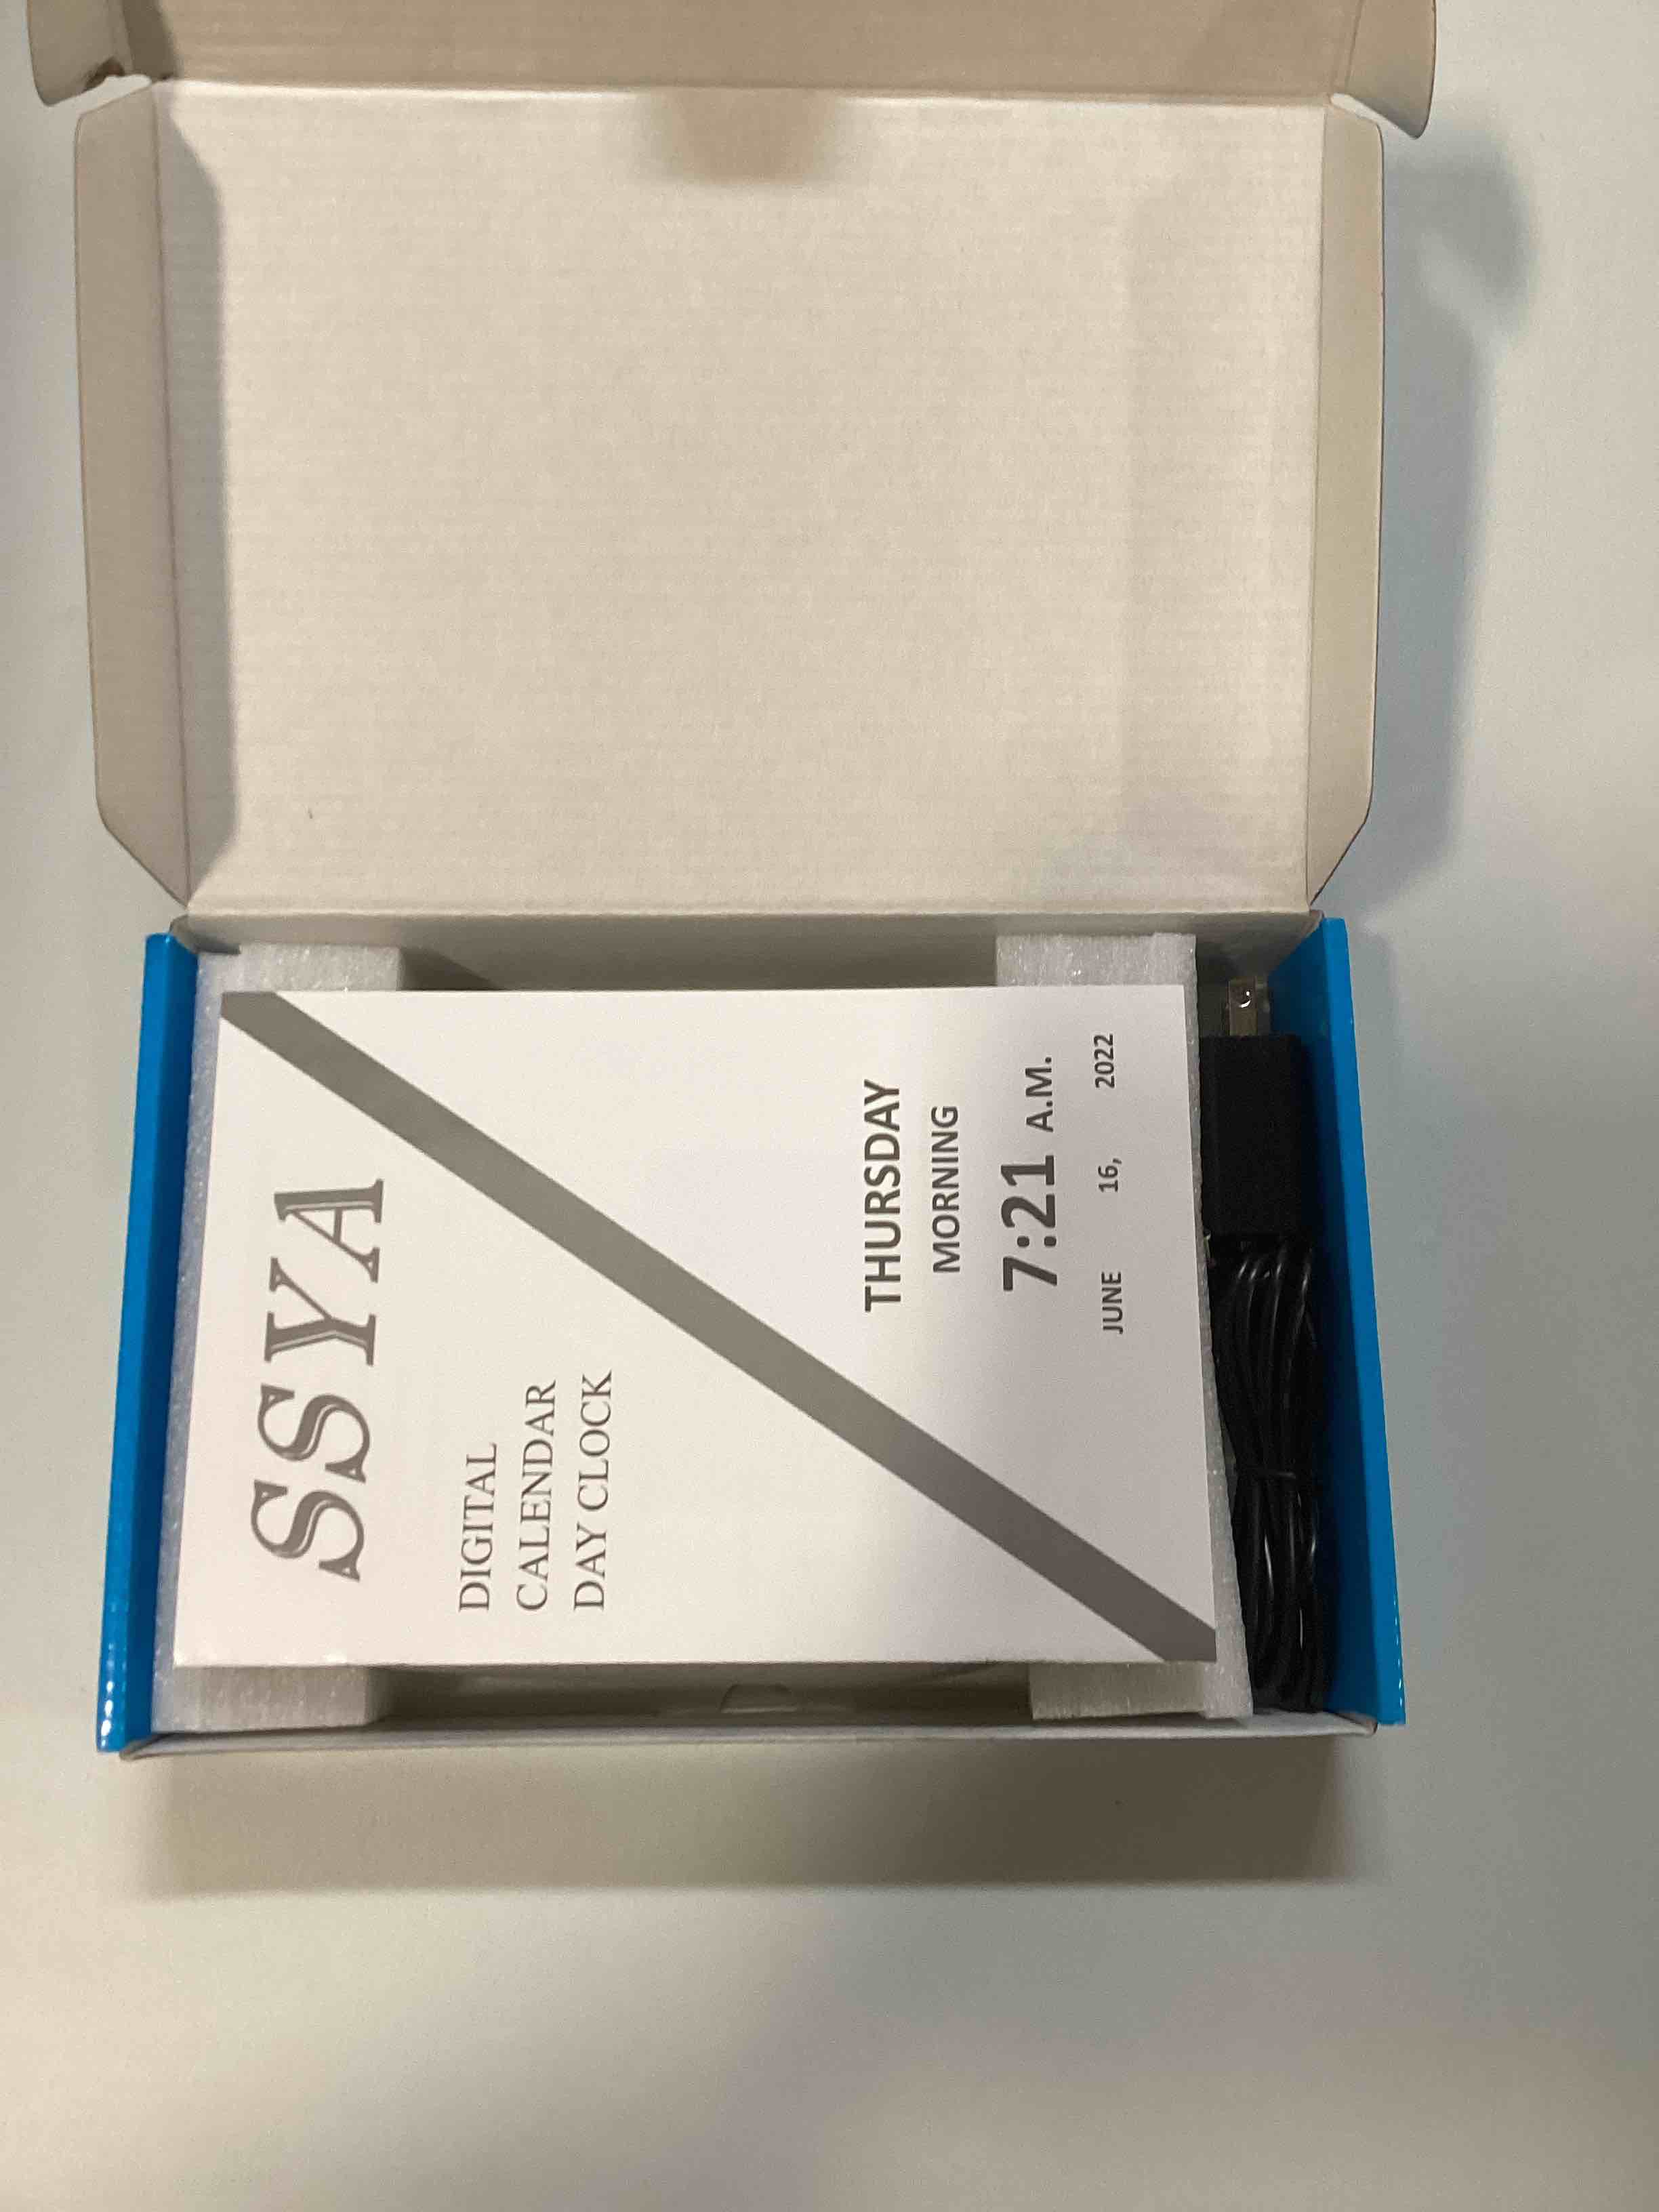 SSYA
DIGITAL
CALENDAR
DAY CLOCK
THURSDAY
MORNING
7:21 A.M.
JUNE 16, 2022